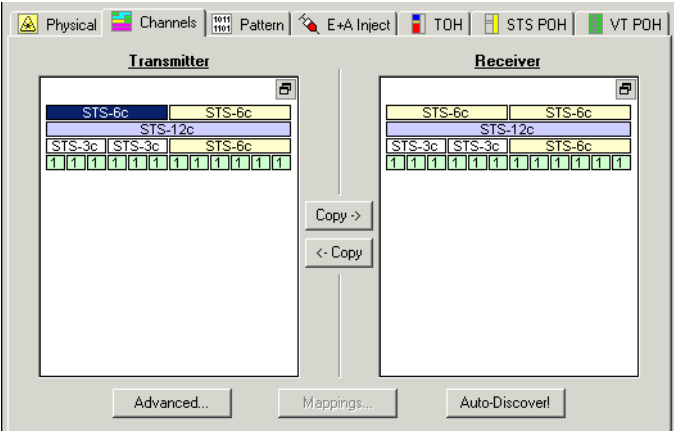 Physical Channels 1011 1101 Pattern E+A Inject TOH STS POH VT POH
Transmitter Receiver
STS-6c STS-6c STS-6c STS-6c
STS-12c STS-12c
STS-3c STS-3c STS-6c STS-3c STS-3c STS-6c
1 1 1 1 1 1 1 1 1 1 1 1 1 1 1 1 1 1 1 1 1 1 1 1
Copy ->
<- Copy
Advanced... Mappings... Auto-Discover!